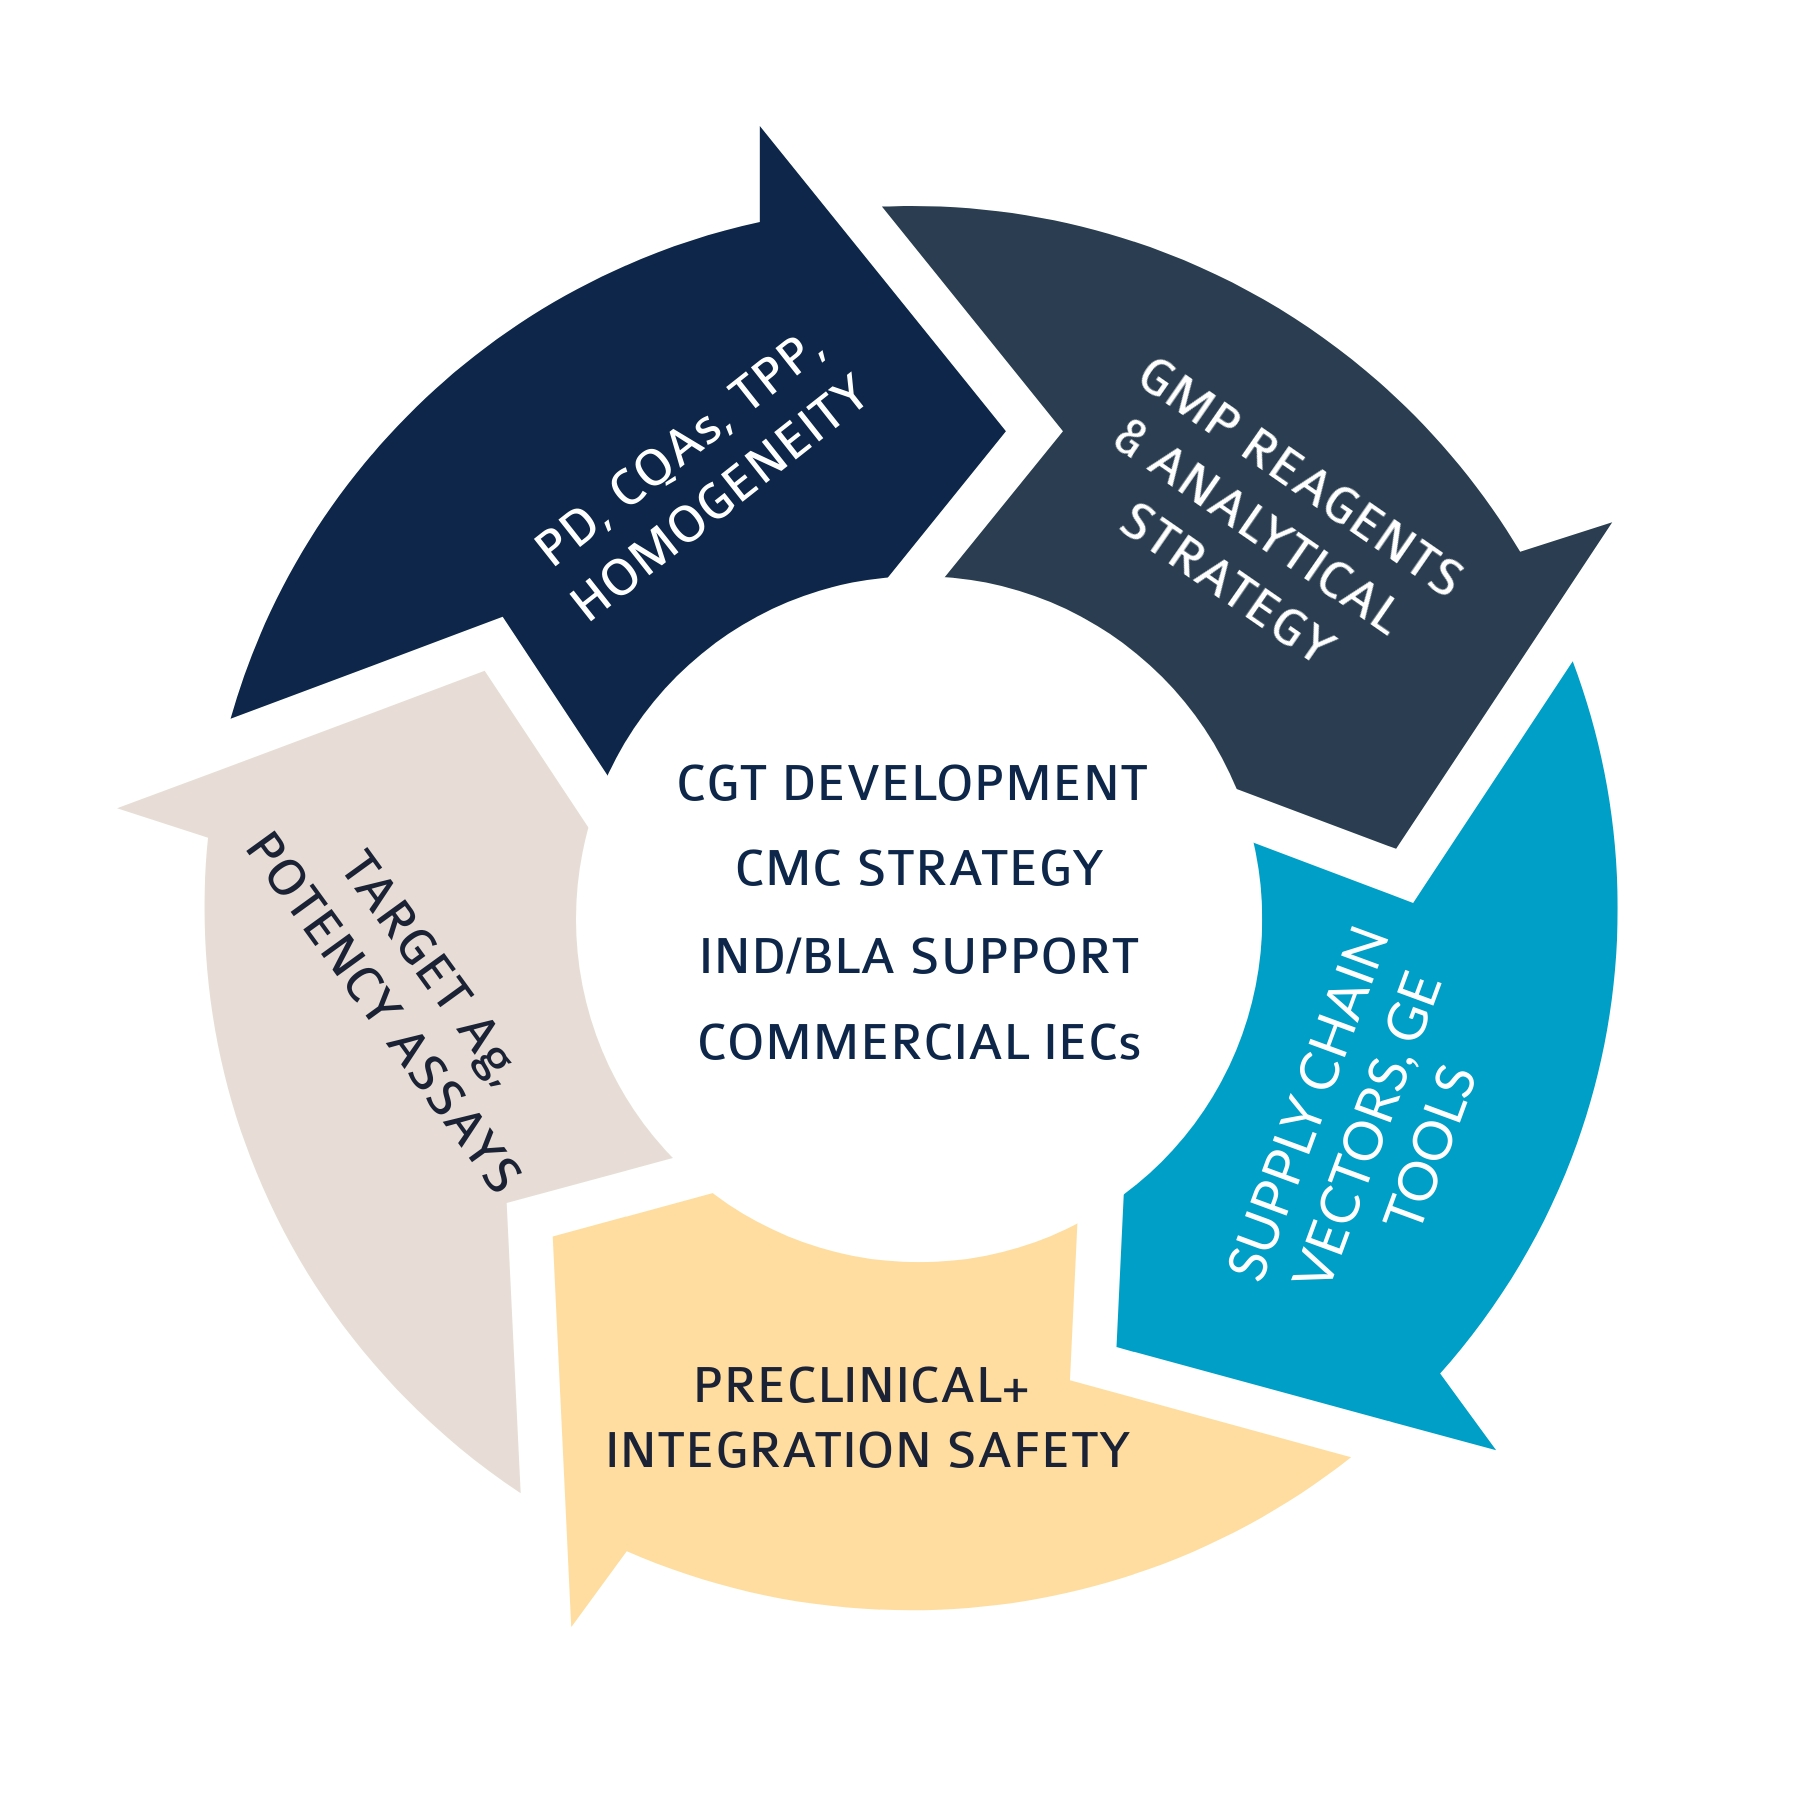 PD, CQAs, TPP,
HOMOGENEITY
GMP REAGENTS
& ANALYTICAL
STRATEGY
SUPPLY CHAIN
VECTORS, GE
TOOLS
PRECLINICAL+
INTEGRATION SAFETY
TARGET Ag,
POTENCY ASSAYS
CGT DEVELOPMENT
CMC STRATEGY
IND/BLA SUPPORT
COMMERCIAL IECs